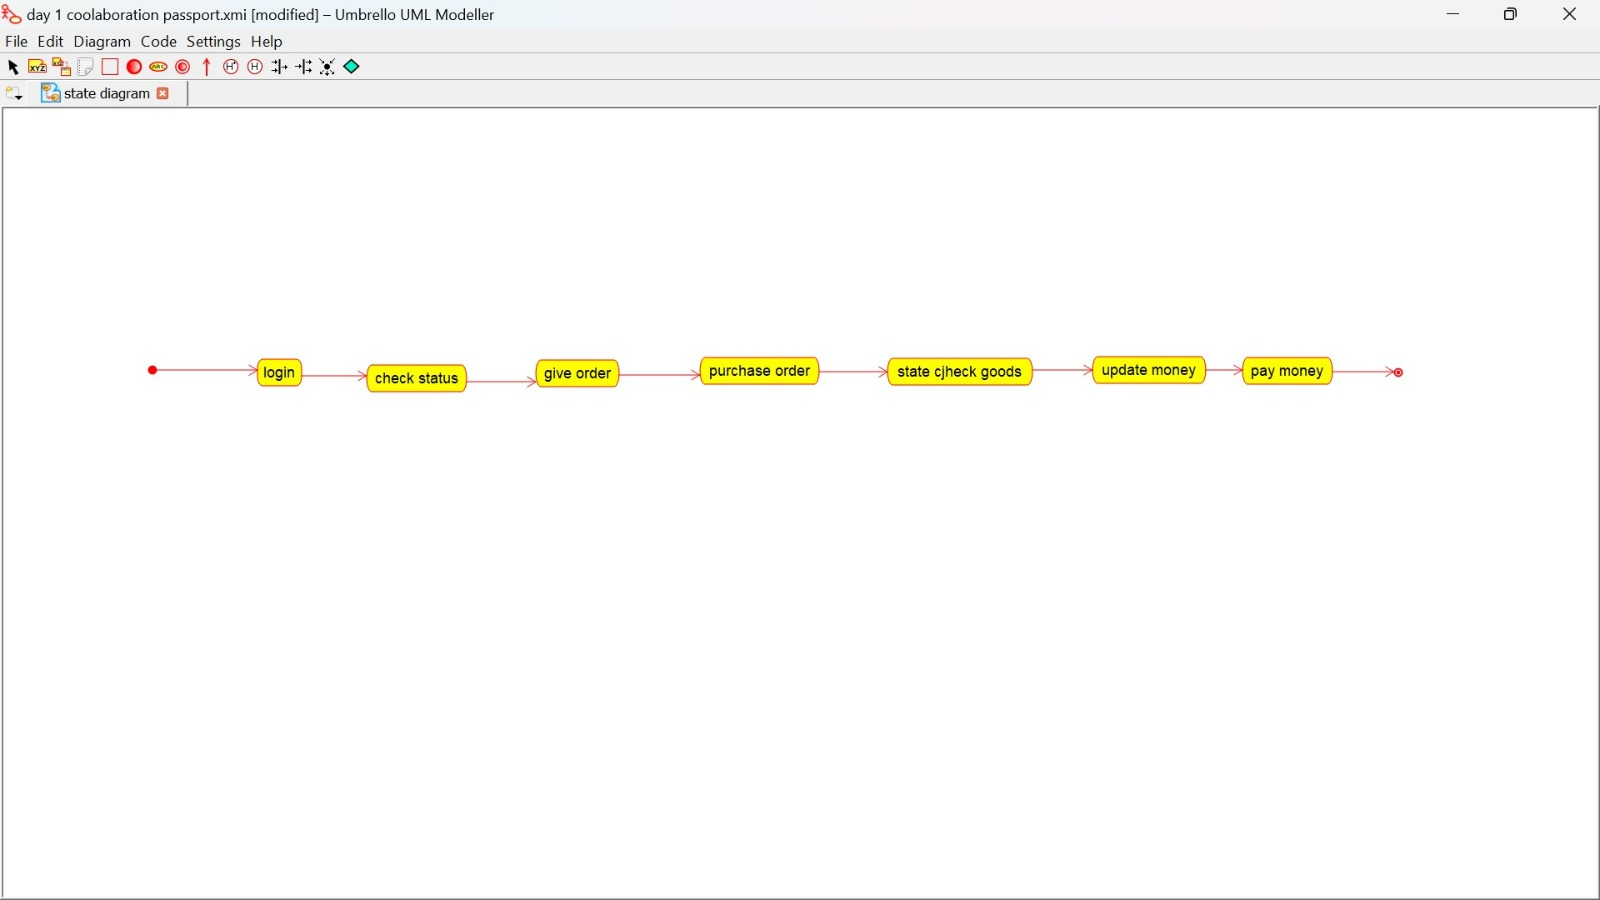 day 1 coolaboration passport.xmi [modified] – Umbrello UML Modeller
File Edit Diagram Code Settings Help
state diagram
login
check status
give order
purchase order
state cjheck goods
update money
pay money